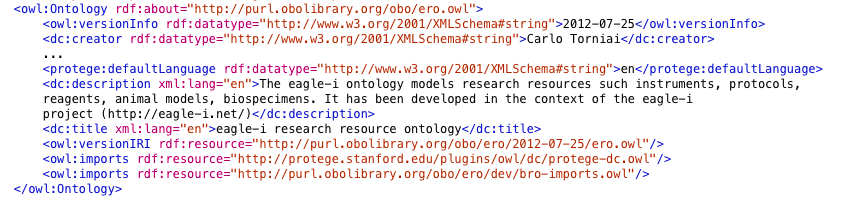 <owl:Ontology rdf:about="http://purl.obolibrary.org/obo/ero.owl">
<owl:versionInfo rdf:datatype="http://www.w3.org/2001/XMLSchema#string">2012-07-25</owl:versionInfo>
<dc:creator rdf:datatype="http://www.w3.org/2001/XMLSchema#string">Carlo Torniai</dc:creator>
...
<protege:defaultLanguage rdf:datatype="http://www.w3.org/2001/XMLSchema#string">en</protege:defaultLanguage>
<dc:description xml:lang="en">The eagle-i ontology models research resources such instruments, protocols,
reagents, animal models, biospecimens. It has been developed in the context of the eagle-i
project (http://eagle-i.net/)</dc:description>
<dc:title xml:lang="en">eagle-i research resource ontology</dc:title>
<owl:versionIRI rdf:resource="http://purl.obolibrary.org/obo/ero/2012-07-25/ero.owl"/>
<owl:imports rdf:resource="http://protege.stanford.edu/plugins/owl/dc/protege-dc.owl"/>
<owl:imports rdf:resource="http://purl.obolibrary.org/obo/ero/dev/bro-imports.owl"/>
</owl:Ontology>